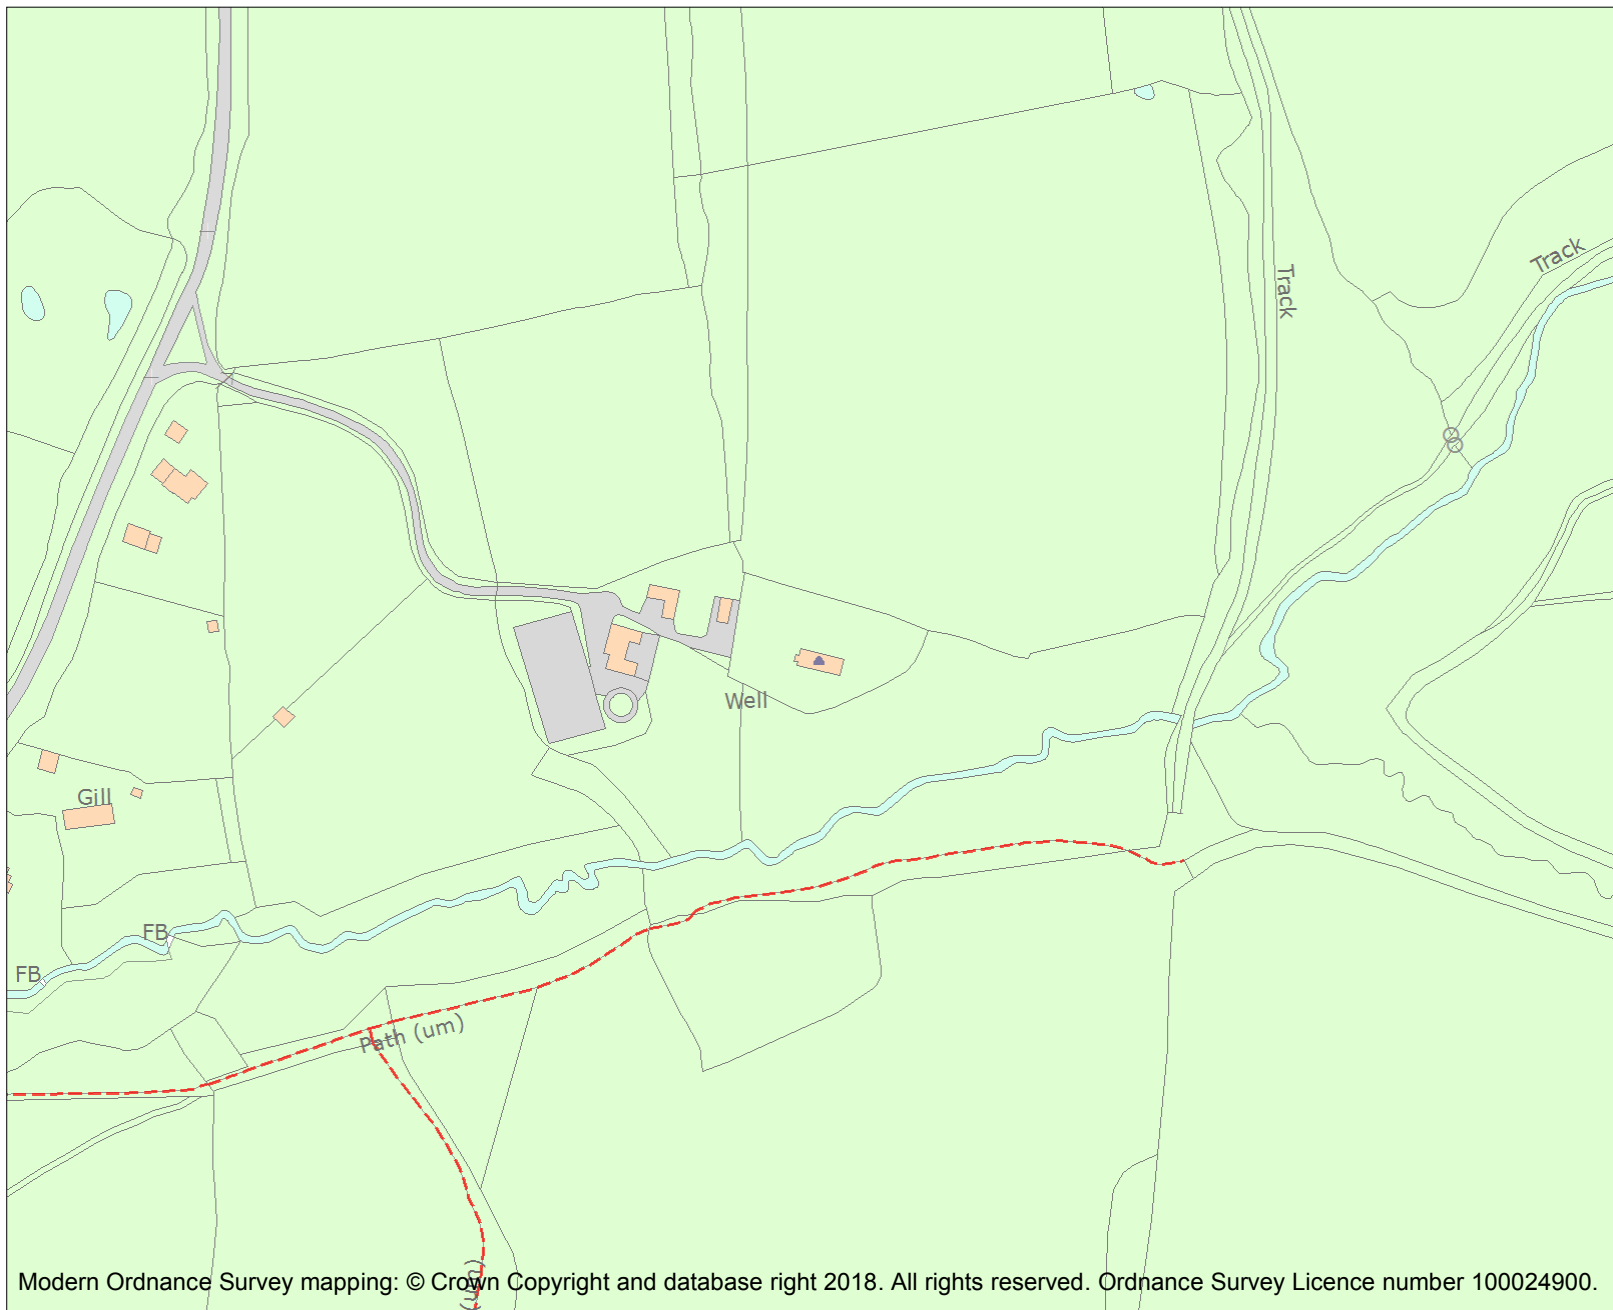 Track
Track
Well
Gill
FB
FB
Path (um)
(um)
Modern Ordnance Survey mapping: © Crown Copyright and database right 2018. All rights reserved. Ordnance Survey Licence number 100024900.